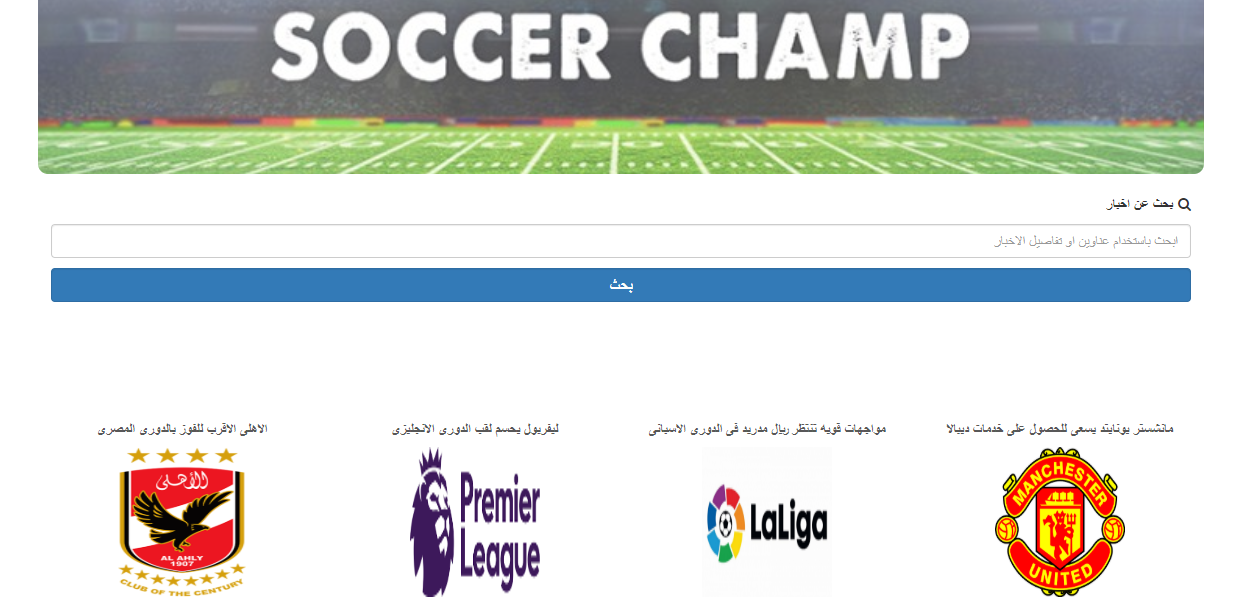 SOCCER CHAMP
بحث عن اخبار
ابحث باستخدام عناوين او تفاصيل الاخبار
بحث
مانشستر يونايتد يسعى للحصول على خدمات ديبالا
مواجهات قويه تنتظر ريال مدريد فى الدورى الاسبانى
ليفربول يحسم لقب الدورى الانجليزى
الاهلى الاقرب للفوز بالدورى المصرى
MANCHESTER
UNITED
LaLiga
Premier
League
الأهلى
AL AHLY
1907
CLUB OF THE CENTURY